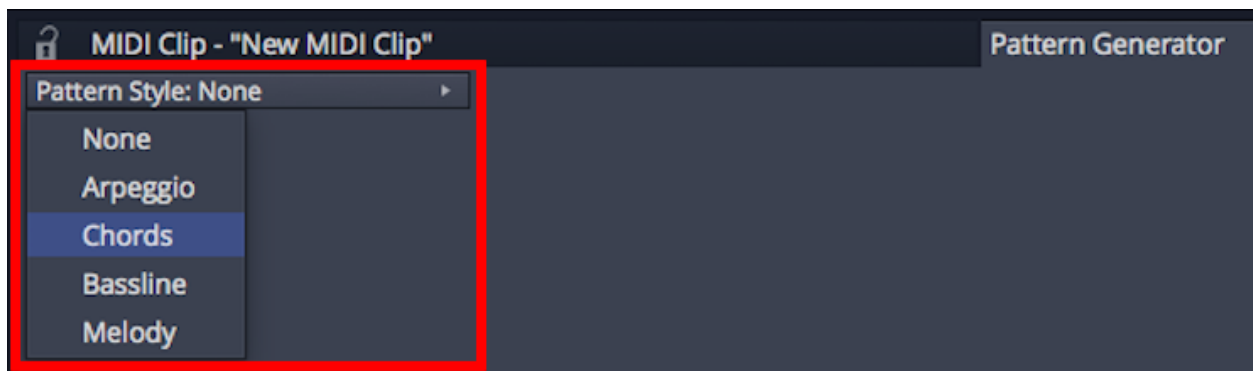 MIDI Clip - "New MIDI Clip"
Pattern Generator
Pattern Style: None
None
Arpeggio
Chords
Bassline
Melody